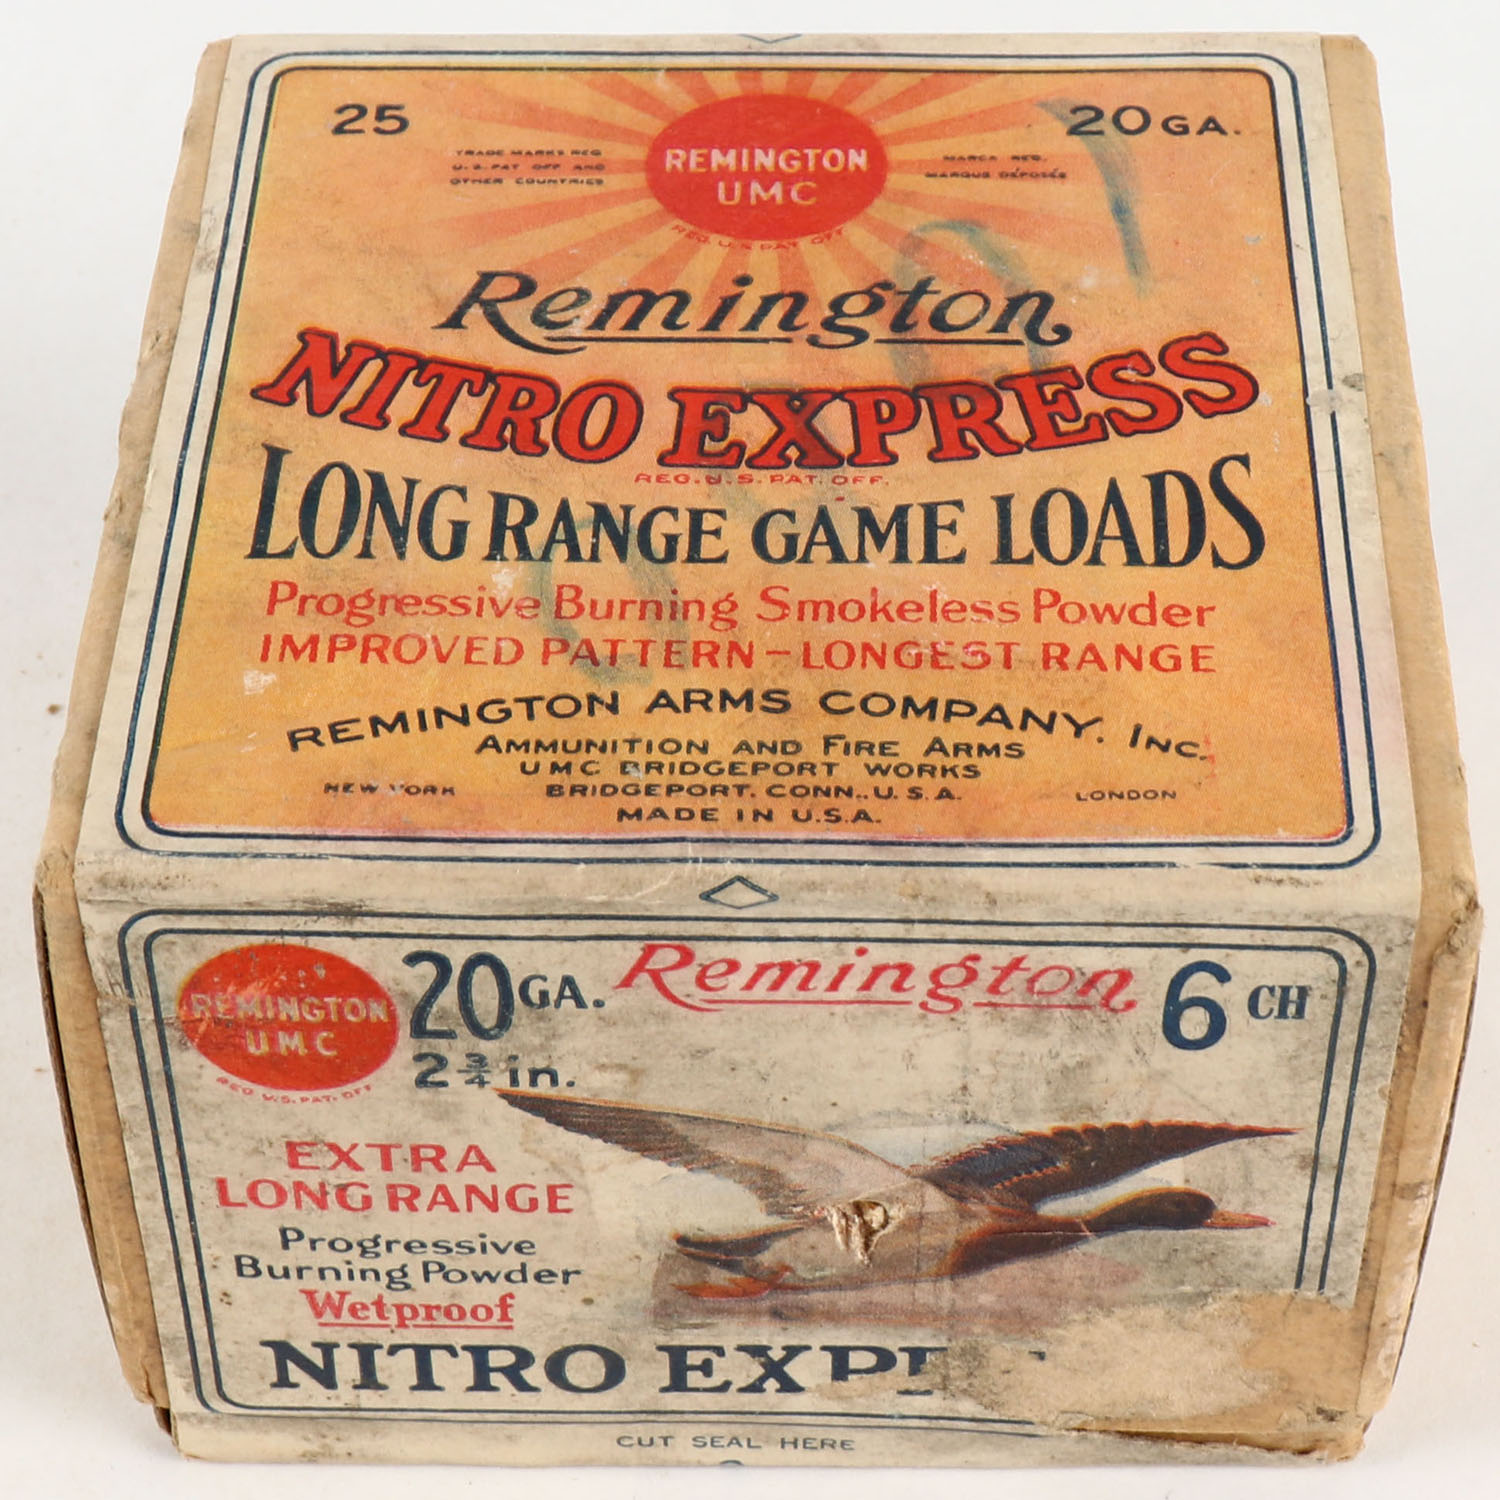 25
20 GA.
TRADE MARKS REG
U.S. PAT OFF AND
OTHER COUNTRIES
REMINGTON
UMC
REG. U.S. PAT OFF
MARCA REG.
MARQUE DÉPOSÉE
Remington
NITRO EXPRESS
REG. U.S. PAT. OFF.
LONG RANGE GAME LOADS
Progressive Burning Smokeless Powder
IMPROVED PATTERN - LONGEST RANGE
REMINGTON ARMS COMPANY. INC.
AMMUNITION AND FIRE ARMS
UMC BRIDGEPORT WORKS
NEW YORK BRIDGEPORT. CONN., U.S.A. LONDON
MADE IN U.S.A.
REMINGTON
UMC
REG U.S. PAT. OFF
20 GA.
2 3/4 in.
Remington
6 CH
EXTRA
LONG RANGE
Progressive
Burning Powder
Wetproof
NITRO EXP
CUT SEAL HERE